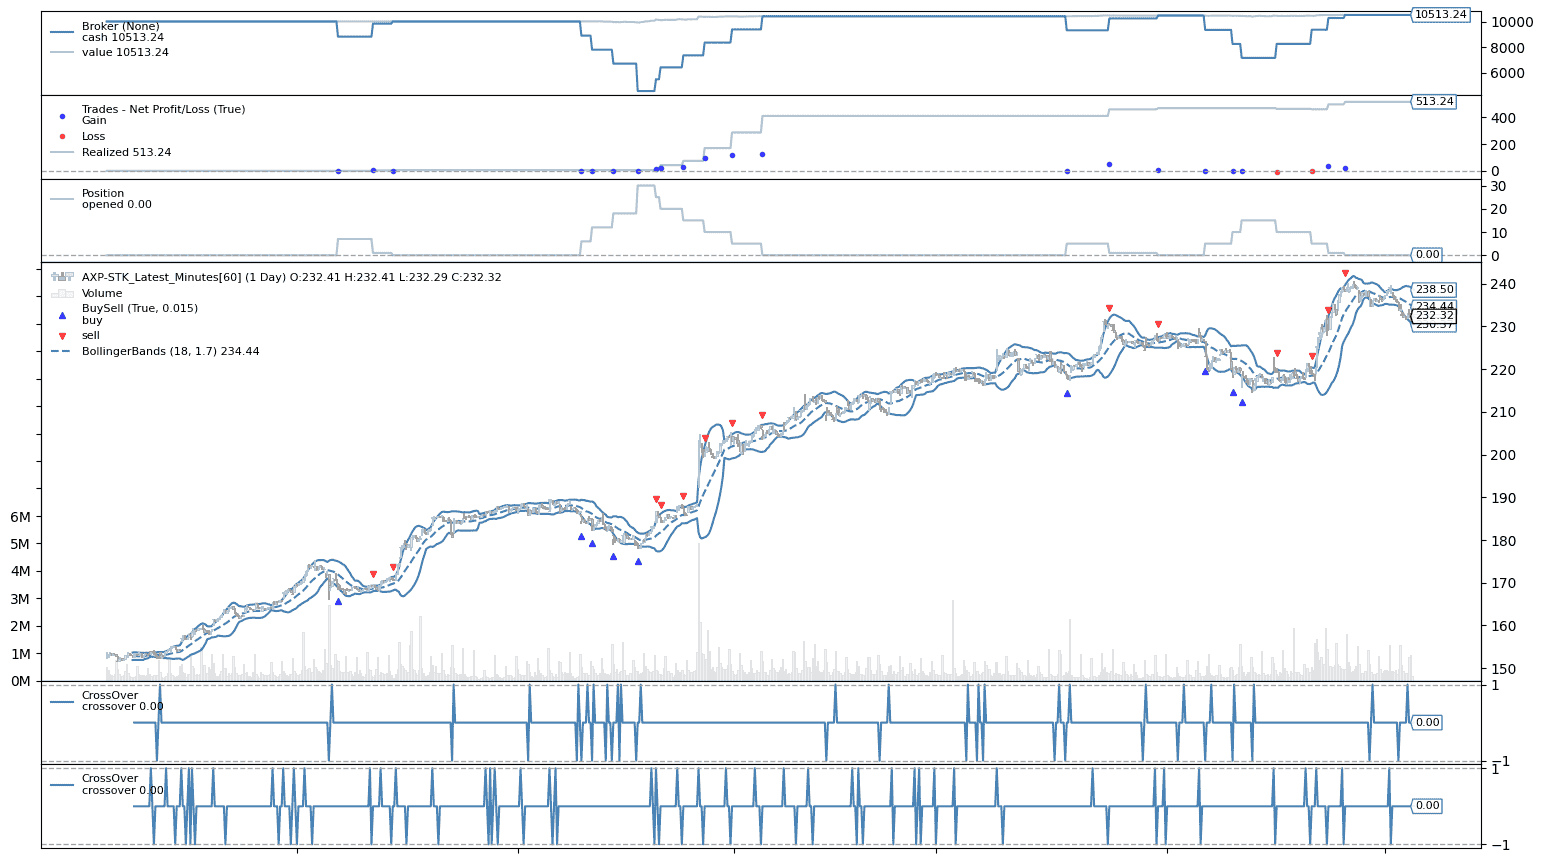 Broker (None)
cash 10513.24
value 10513.24
10513.24
10000
8000
6000
Trades - Net Profit/Loss (True)
Gain
Loss
Realized 513.24
513.24
400
200
0
Position
opened 0.00
30
20
10
0
0.00
AXP-STK_Latest_Minutes[60] (1 Day) O:232.41 H:232.41 L:232.29 C:232.32
Volume
BuySell (True, 0.015)
buy
sell
BollingerBands (18, 1.7) 234.44
238.50
234.44
232.32
240
230
220
210
200
190
180
170
160
150
6M
5M
4M
3M
2M
1M
0M
CrossOver
crossover 0.00
1
0.00
−1
CrossOver
crossover 0.00
1
0.00
−1